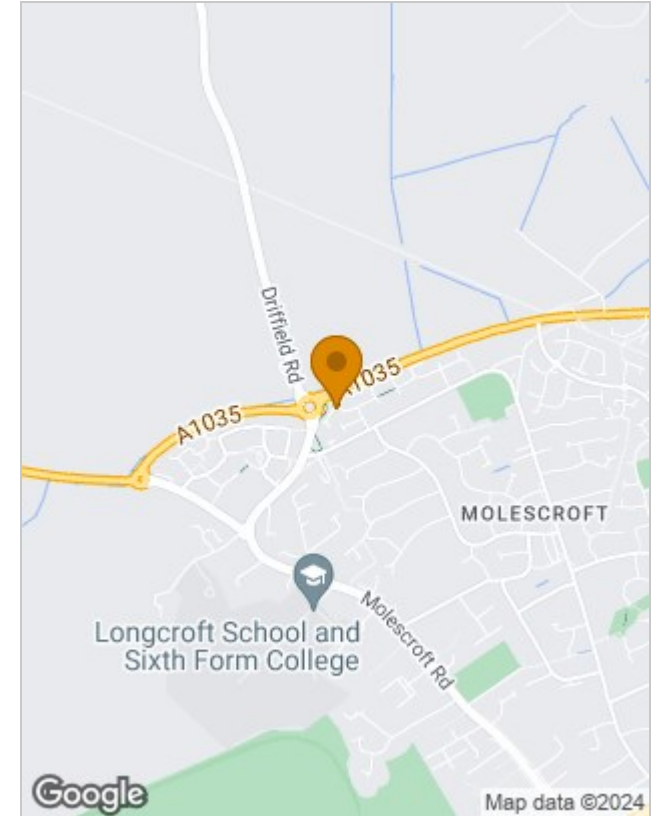 Driffield Rd
A1035
A1035
MOLESCROFT
Longcroft School and
Sixth Form College
Molescroft Rd
Google
Map data ©2024